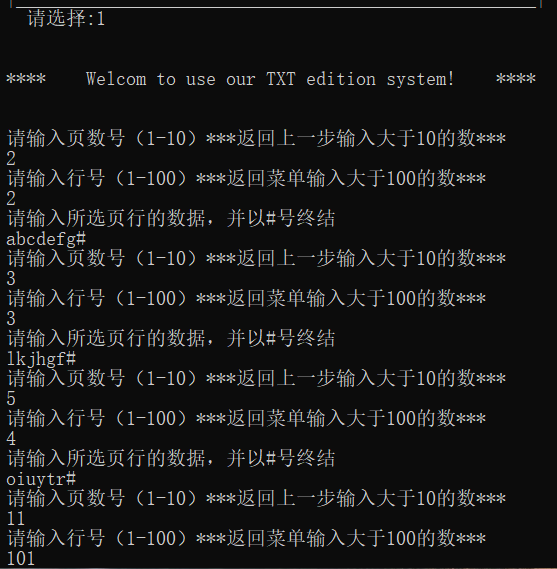 请选择:1
****    Welcom to use our TXT edition system!    ****
请输入页数号（1-10）***返回上一步输入大于10的数***
2
请输入行号（1-100）***返回菜单输入大于100的数***
2
请输入所选页行的数据，并以#号终结
abcdefg#
请输入页数号（1-10）***返回上一步输入大于10的数***
3
请输入行号（1-100）***返回菜单输入大于100的数***
3
请输入所选页行的数据，并以#号终结
lkjhgf#
请输入页数号（1-10）***返回上一步输入大于10的数***
5
请输入行号（1-100）***返回菜单输入大于100的数***
4
请输入所选页行的数据，并以#号终结
oiuytr#
请输入页数号（1-10）***返回上一步输入大于10的数***
11
请输入行号（1-100）***返回菜单输入大于100的数***
101